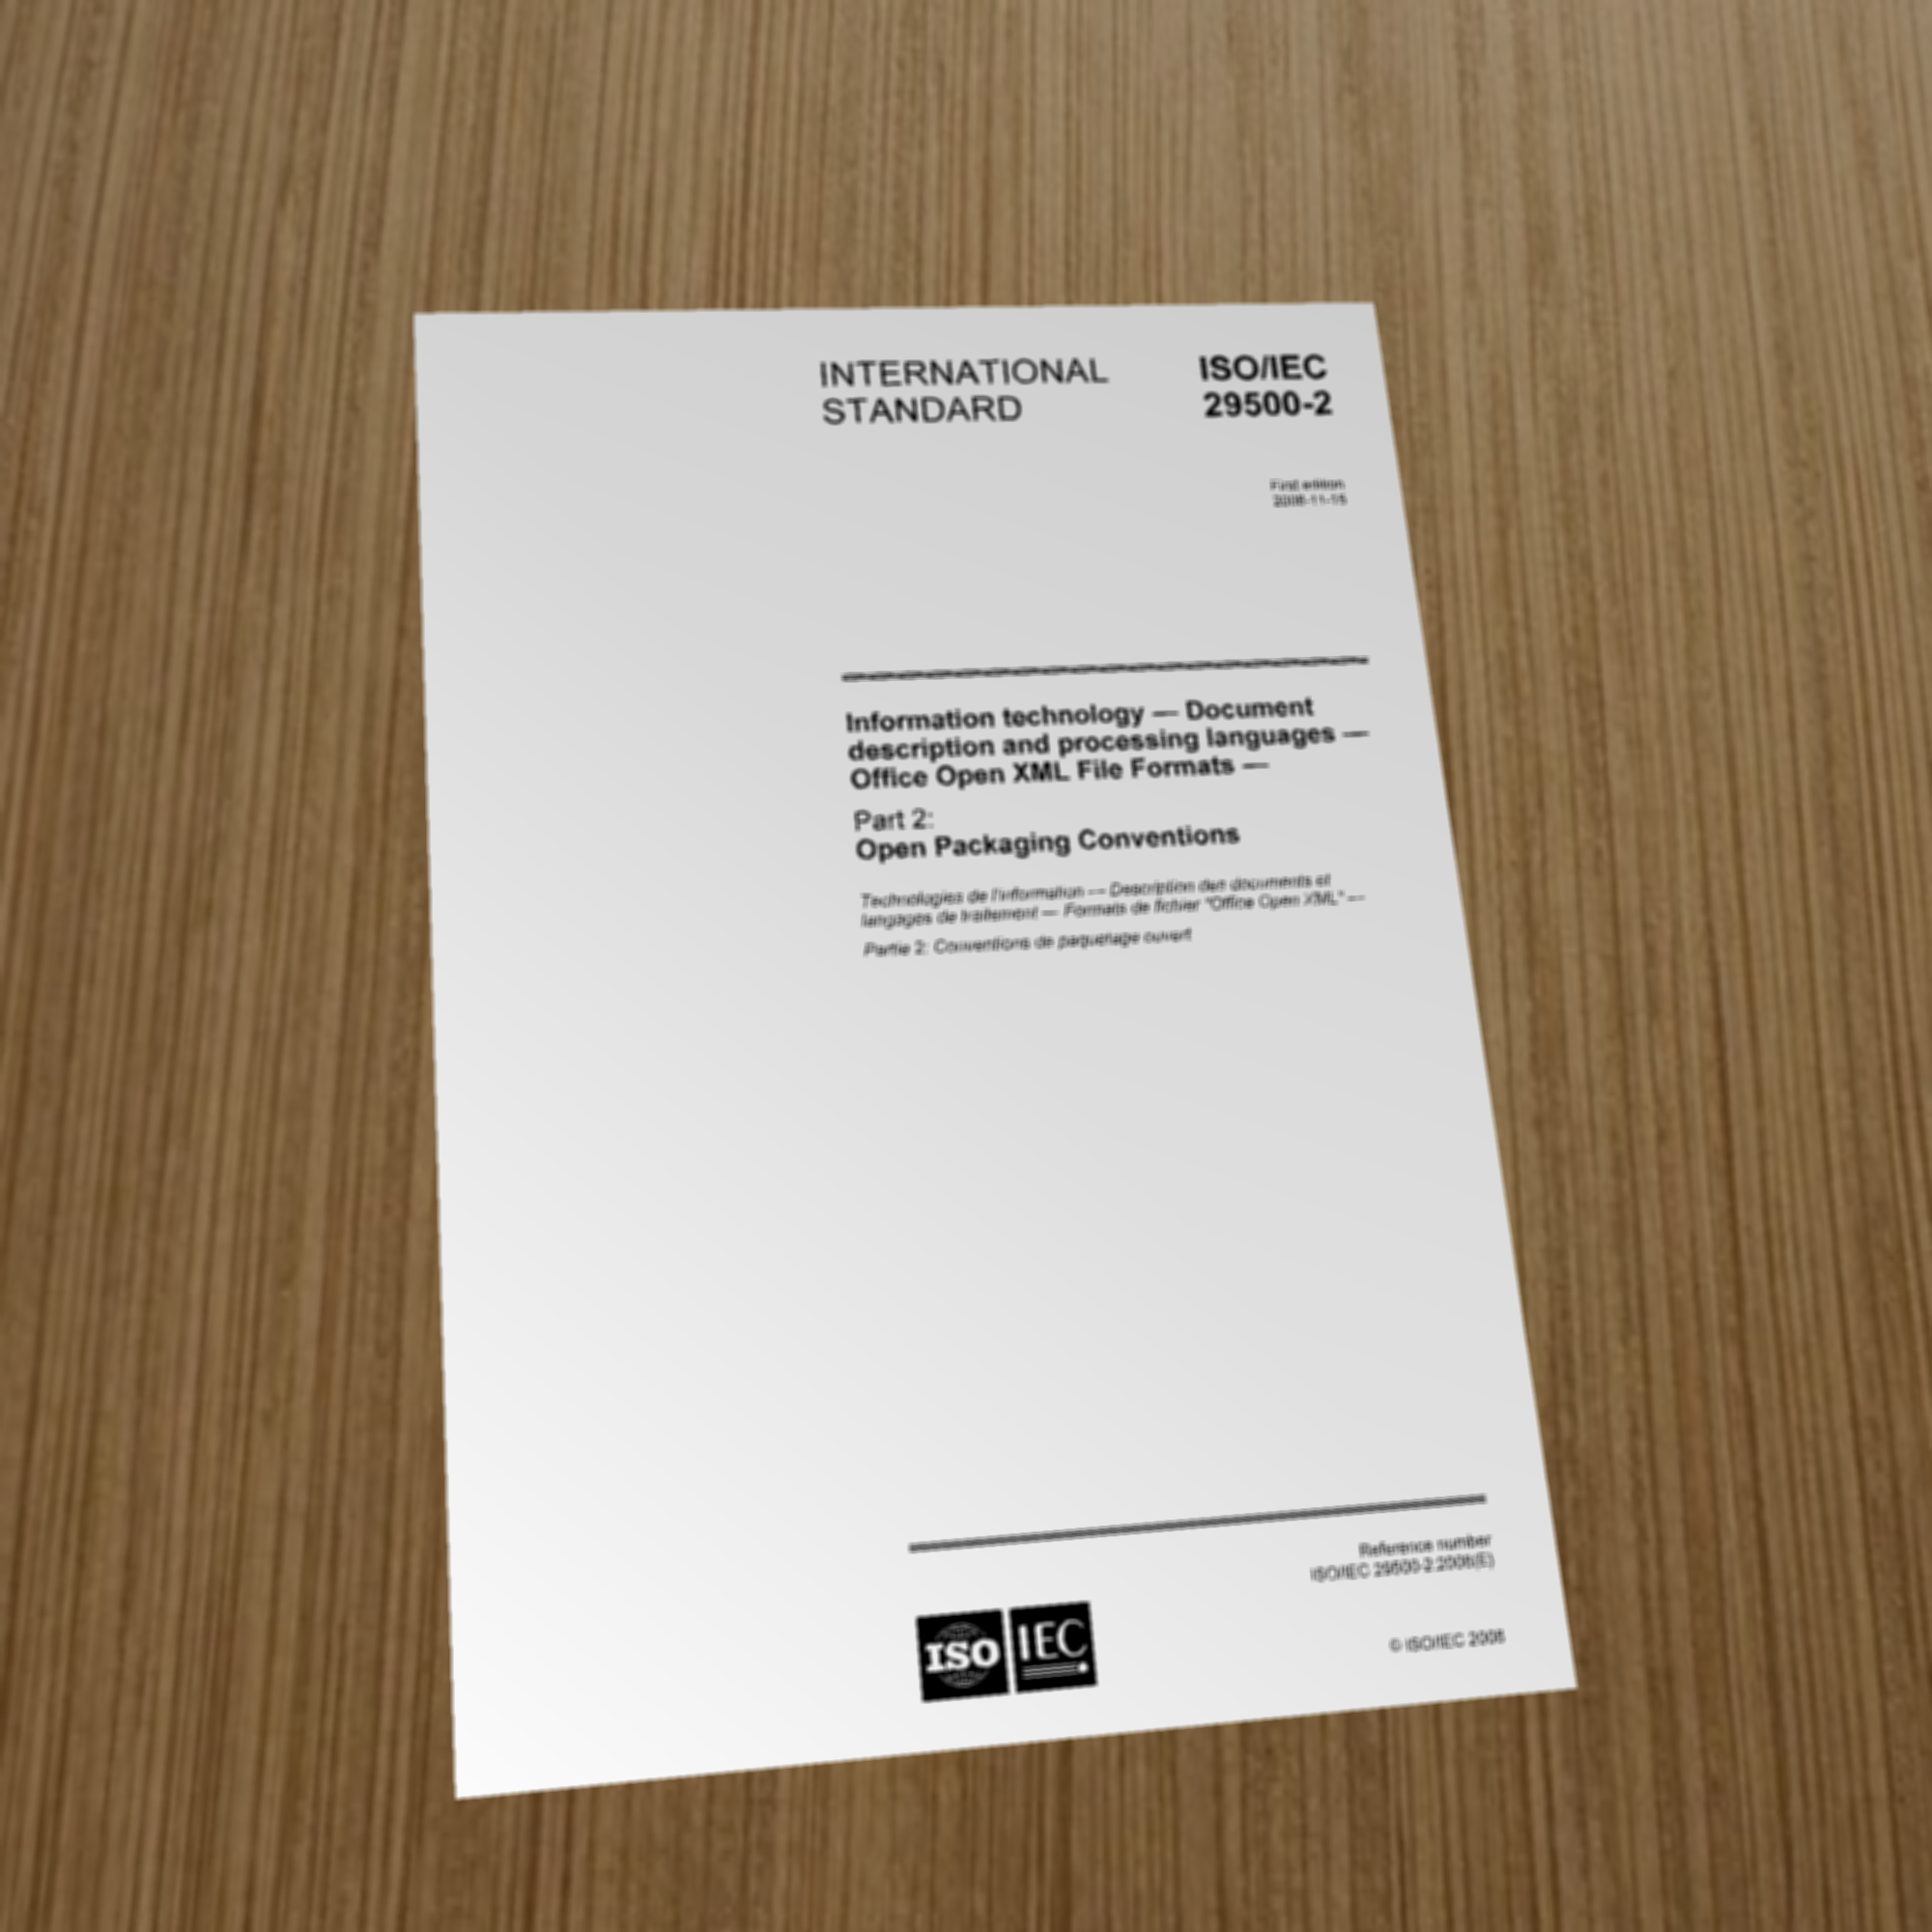 INTERNATIONAL
STANDARD
ISO/IEC
29500-2
First edition
2008-11-15
Information technology — Document
description and processing languages —
Office Open XML File Formats —
Part 2:
Open Packaging Conventions
Technologies de l'information — Description des documents et
langages de traitement — Formats de fichier "Office Open XML" —
Partie 2: Conventions de paquetage ouvert
Reference number
ISO/IEC 29500-2:2008(E)
ISO IEC
© ISO/IEC 2008